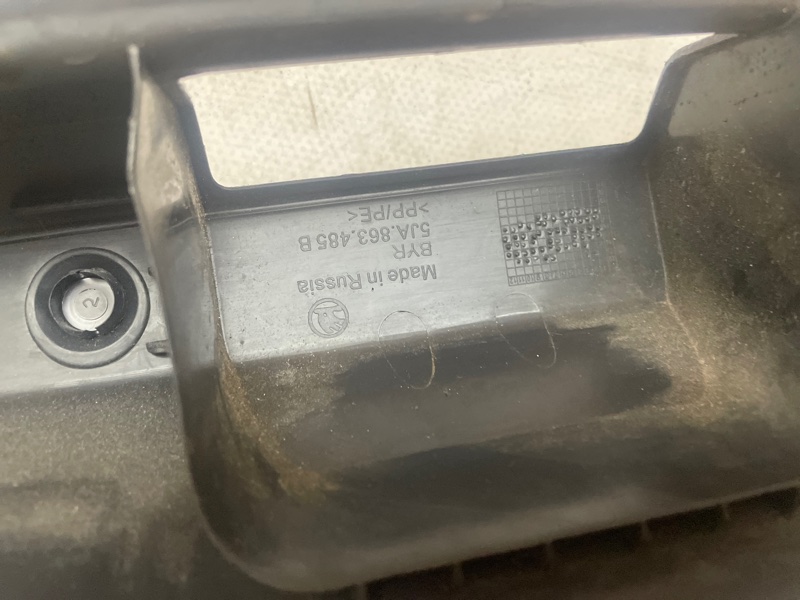 Made in Russia
BYR
5JA.863.485 B
>PP/PE<
2